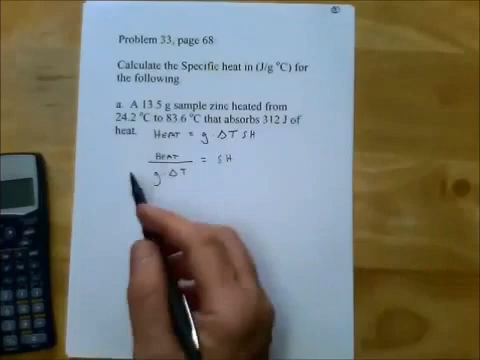 Problem 33, page 68
Calculate the Specific heat in (J/g °C) for
the following
a. A 13.5 g sample zinc heated from
24.2 °C to 83.6 °C that absorbs 312 J of
heat. HEAT = g · ΔT SH
HEAT = SH
g · ΔT